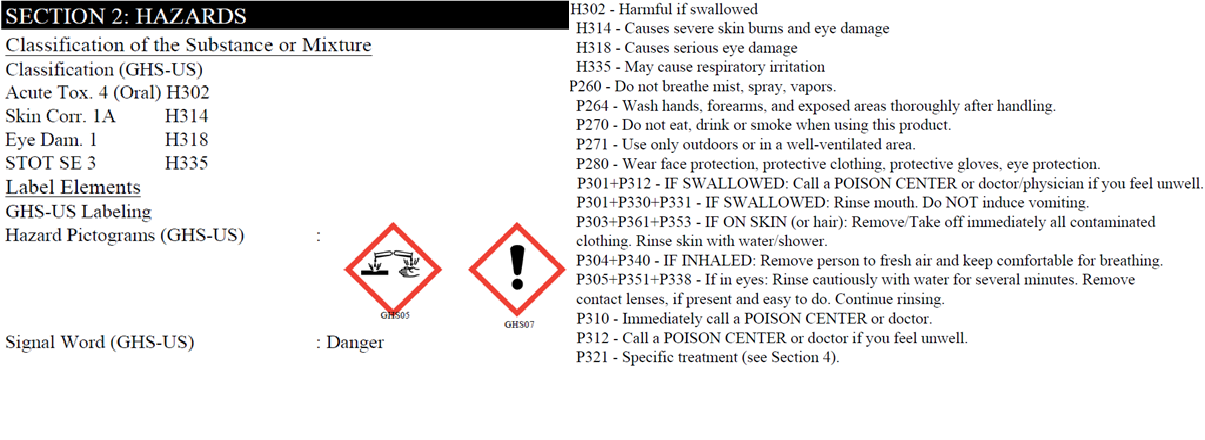 SECTION 2: HAZARDS
Classification of the Substance or Mixture
Classification (GHS-US)
Acute Tox. 4 (Oral) H302
Skin Corr. 1A H314
Eye Dam. 1 H318
STOT SE 3 H335
Label Elements
GHS-US Labeling
Hazard Pictograms (GHS-US) :
GHS05
GHS07
Signal Word (GHS-US) : Danger
H302 - Harmful if swallowed
H314 - Causes severe skin burns and eye damage
H318 - Causes serious eye damage
H335 - May cause respiratory irritation
P260 - Do not breathe mist, spray, vapors.
P264 - Wash hands, forearms, and exposed areas thoroughly after handling.
P270 - Do not eat, drink or smoke when using this product.
P271 - Use only outdoors or in a well-ventilated area.
P280 - Wear face protection, protective clothing, protective gloves, eye protection.
P301+P312 - IF SWALLOWED: Call a POISON CENTER or doctor/physician if you feel unwell.
P301+P330+P331 - IF SWALLOWED: Rinse mouth. Do NOT induce vomiting.
P303+P361+P353 - IF ON SKIN (or hair): Remove/Take off immediately all contaminated
clothing. Rinse skin with water/shower.
P304+P340 - IF INHALED: Remove person to fresh air and keep comfortable for breathing.
P305+P351+P338 - If in eyes: Rinse cautiously with water for several minutes. Remove
contact lenses, if present and easy to do. Continue rinsing.
P310 - Immediately call a POISON CENTER or doctor.
P312 - Call a POISON CENTER or doctor if you feel unwell.
P321 - Specific treatment (see Section 4).